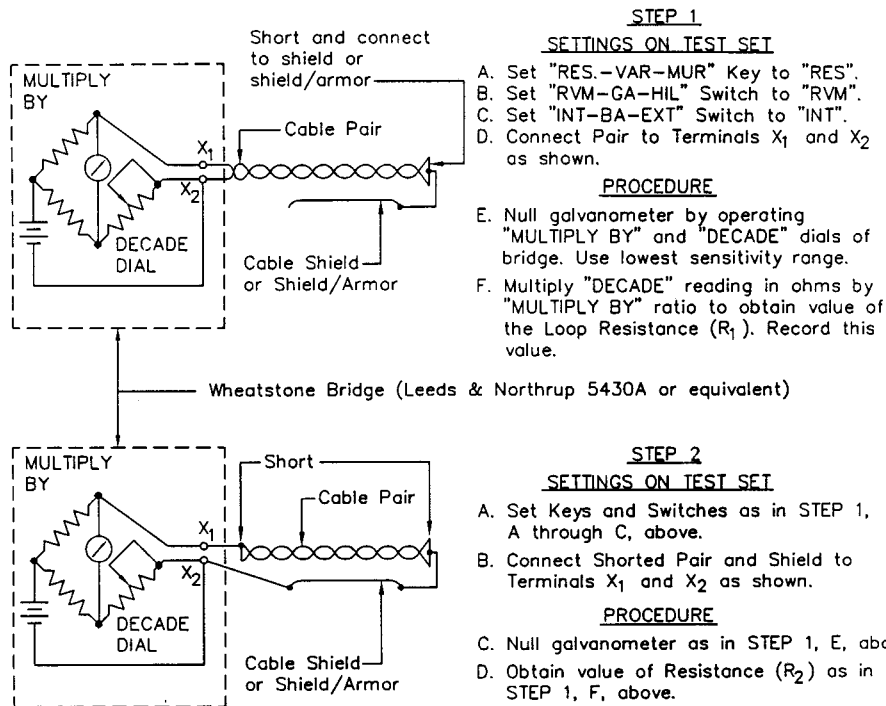 Short and connect
to shield or
shield/armor
MULTIPLY
BY
Cable Pair
X1
X2
DECADE
DIAL
Cable Shield
or Shield/Armor
STEP 1
SETTINGS ON TEST SET
A. Set "RES.-VAR-MUR" Key to "RES".
B. Set "RVM-GA-HIL" Switch to "RVM".
C. Set "INT-BA-EXT" Switch to "INT".
D. Connect Pair to Terminals X1 and X2
as shown.
PROCEDURE
E. Null galvanometer by operating
"MULTIPLY BY" and "DECADE" dials of
bridge. Use lowest sensitivity range.
F. Multiply "DECADE" reading in ohms by
"MULTIPLY BY" ratio to obtain value of
the Loop Resistance (R1). Record this
value.
Wheatstone Bridge (Leeds & Northrup 5430A or equivalent)
MULTIPLY
BY
Short
Cable Pair
X1
X2
DECADE
DIAL
Cable Shield
or Shield/Armor
STEP 2
SETTINGS ON TEST SET
A. Set Keys and Switches as in STEP 1,
A through C, above.
B. Connect Shorted Pair and Shield to
Terminals X1 and X2 as shown.
PROCEDURE
C. Null galvanometer as in STEP 1, E,
D. Obtain value of Resistance (R2) as in
STEP 1, F, above.